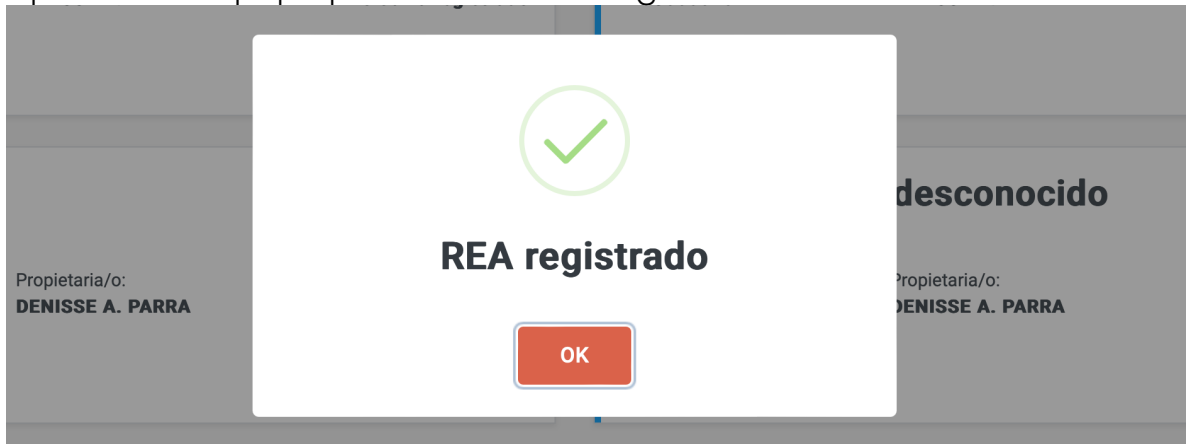 desconocido
REA registrado
Propietaria/o:
DENISSE A. PARRA
Propietaria/o:
DENISSE A. PARRA
OK